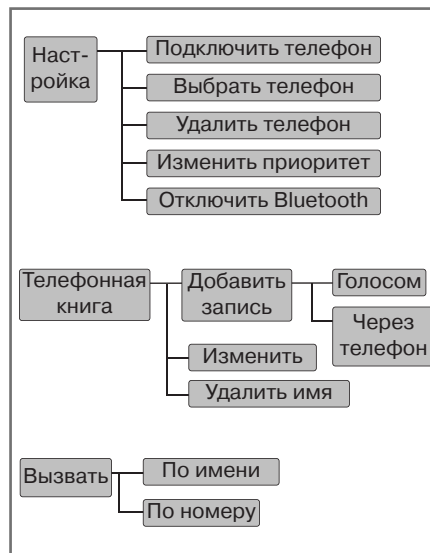 Наст-
ройка
Подключить телефон
Выбрать телефон
Удалить телефон
Изменить приоритет
Отключить Bluetooth
Телефонная
книга
Добавить
запись
Голосом
Через
телефон
Изменить
Удалить имя
Вызвать
По имени
По номеру